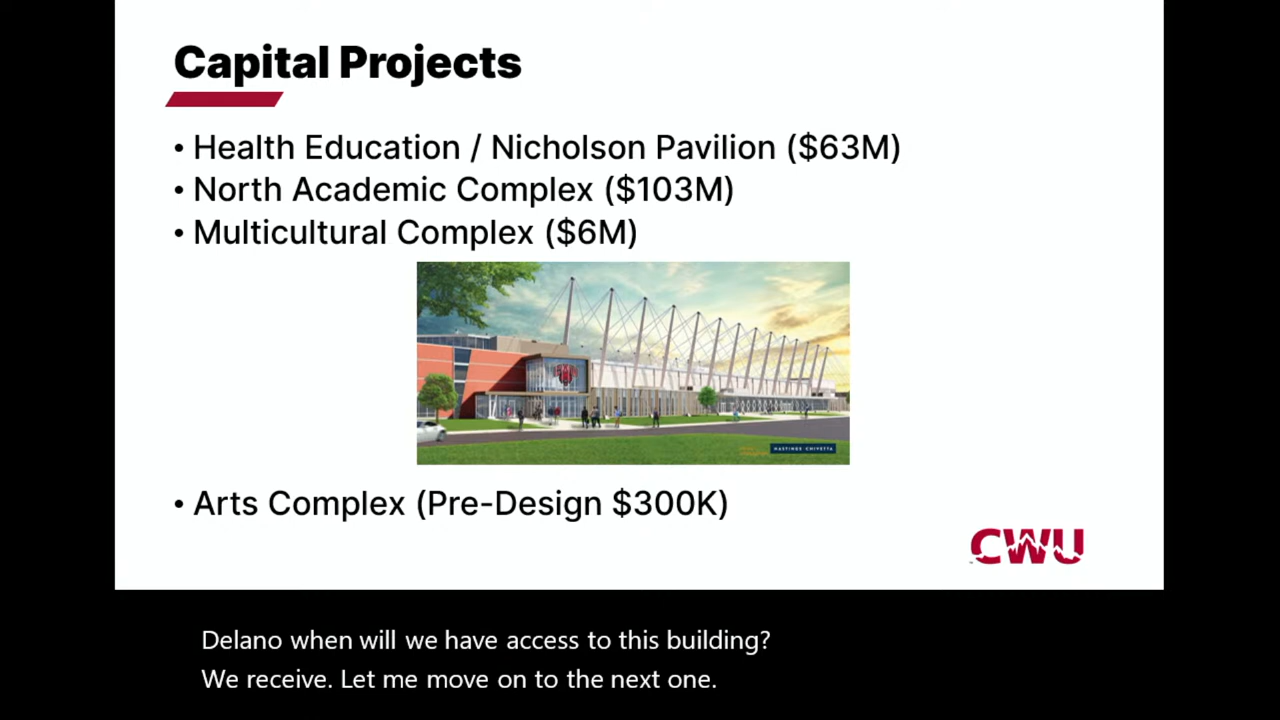 Capital Projects
• Health Education / Nicholson Pavilion ($63M)
• North Academic Complex ($103M)
• Multicultural Complex ($6M)
HASTINGS CHIVETTA
• Arts Complex (Pre-Design $300K)
CWU
Delano when will we have access to this building?
We receive. Let me move on to the next one.